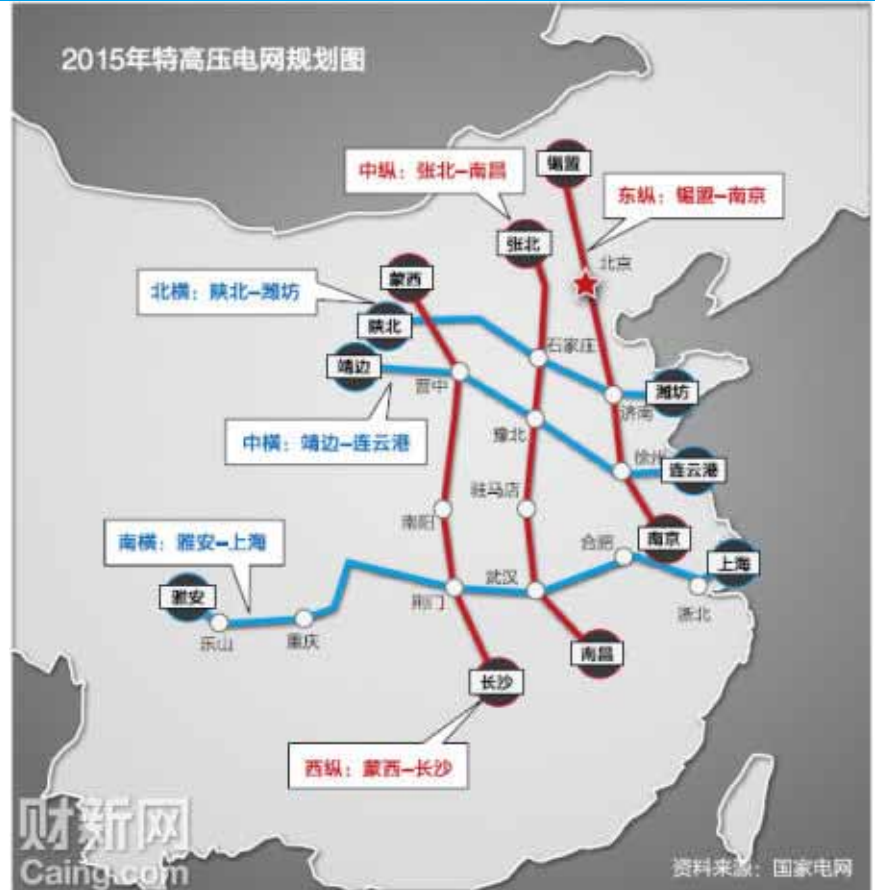 2015年特高压电网规划图
中纵：张北-南昌
锡盟
东纵：锡盟-南京
张北
北京
蒙西
北横：陕北-潍坊
陕北
石家庄
靖边
晋中
潍坊
济南
豫北
中横：靖边-连云港
徐州
连云港
驻马店
南阳
南横：雅安-上海
合肥
南京
上海
雅安
武汉
荆门
浙北
乐山
重庆
南昌
长沙
西纵：蒙西-长沙
财新网
Caing.com
资料来源：国家电网